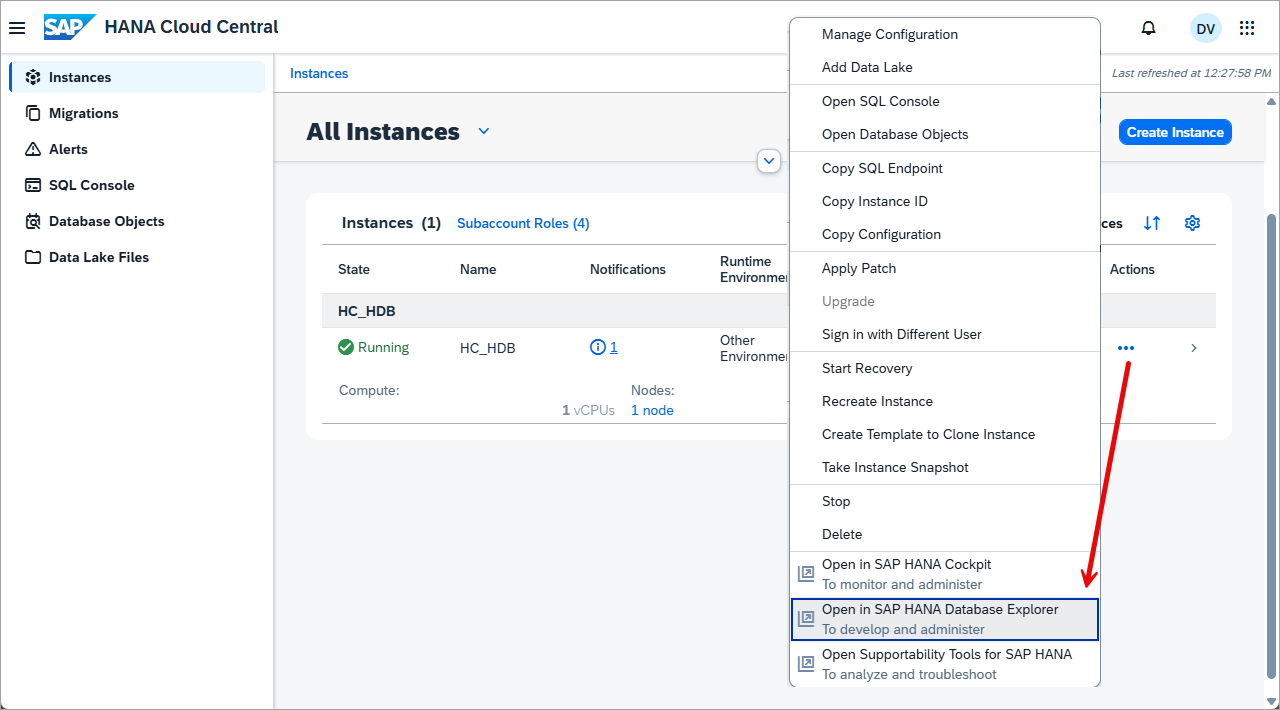 SAP HANA Cloud Central
DV
Instances
Migrations
Alerts
SQL Console
Database Objects
Data Lake Files
Instances
Last refreshed at 12:27:58 PM
All Instances
Create Instance
Instances (1) Subaccount Roles (4)
State Name Notifications Runtime Actions
HC_HDB
Running HC_HDB 1 Other
Compute: Nodes:
1 vCPUs 1 node
Manage Configuration
Add Data Lake
Open SQL Console
Open Database Objects
Copy SQL Endpoint
Copy Instance ID
Copy Configuration
Apply Patch
Upgrade
Sign in with Different User
Start Recovery
Recreate Instance
Create Template to Clone Instance
Take Instance Snapshot
Stop
Delete
Open in SAP HANA Cockpit
To monitor and administer
Open in SAP HANA Database Explorer
To develop and administer
Open Supportability Tools for SAP HANA
To analyze and troubleshoot